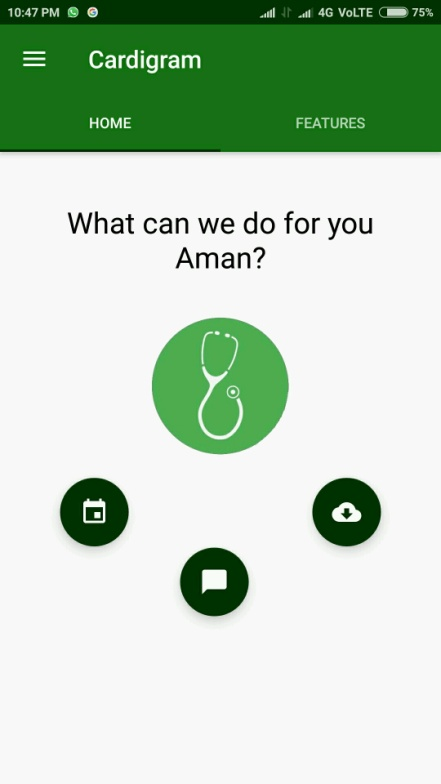 10:47 PM 4G VoLTE 75%
Cardigram
HOME FEATURES
What can we do for you
Aman?